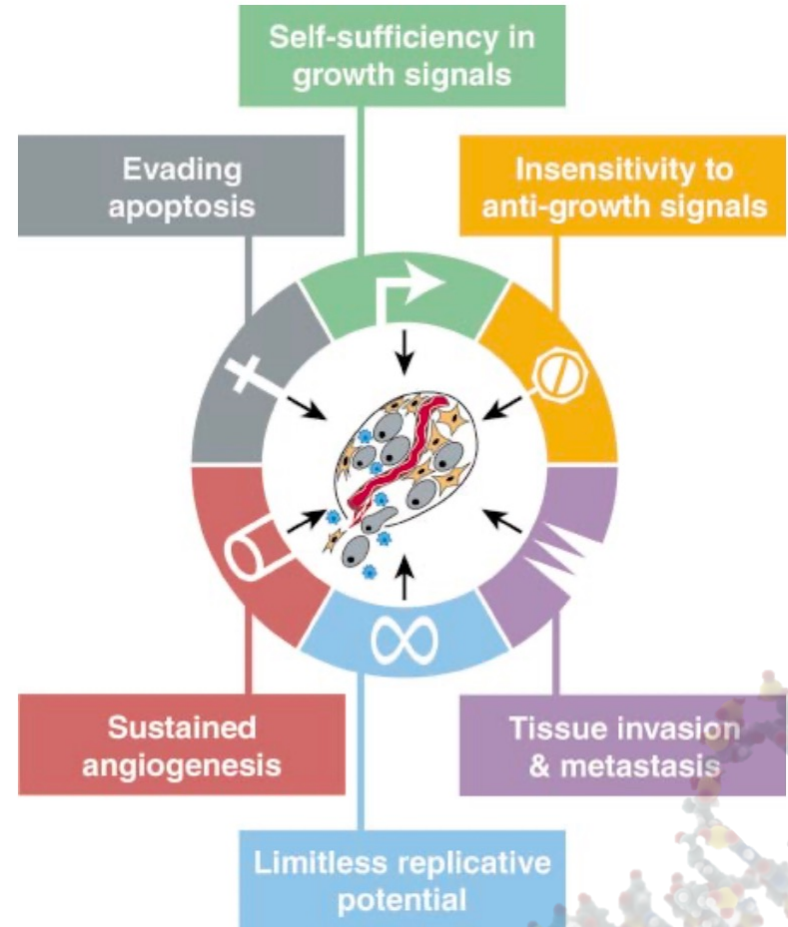 Self-sufficiency in
growth signals
Evading
apoptosis
Insensitivity to
anti-growth signals
Sustained
angiogenesis
Tissue invasion
& metastasis
Limitless replicative
potential